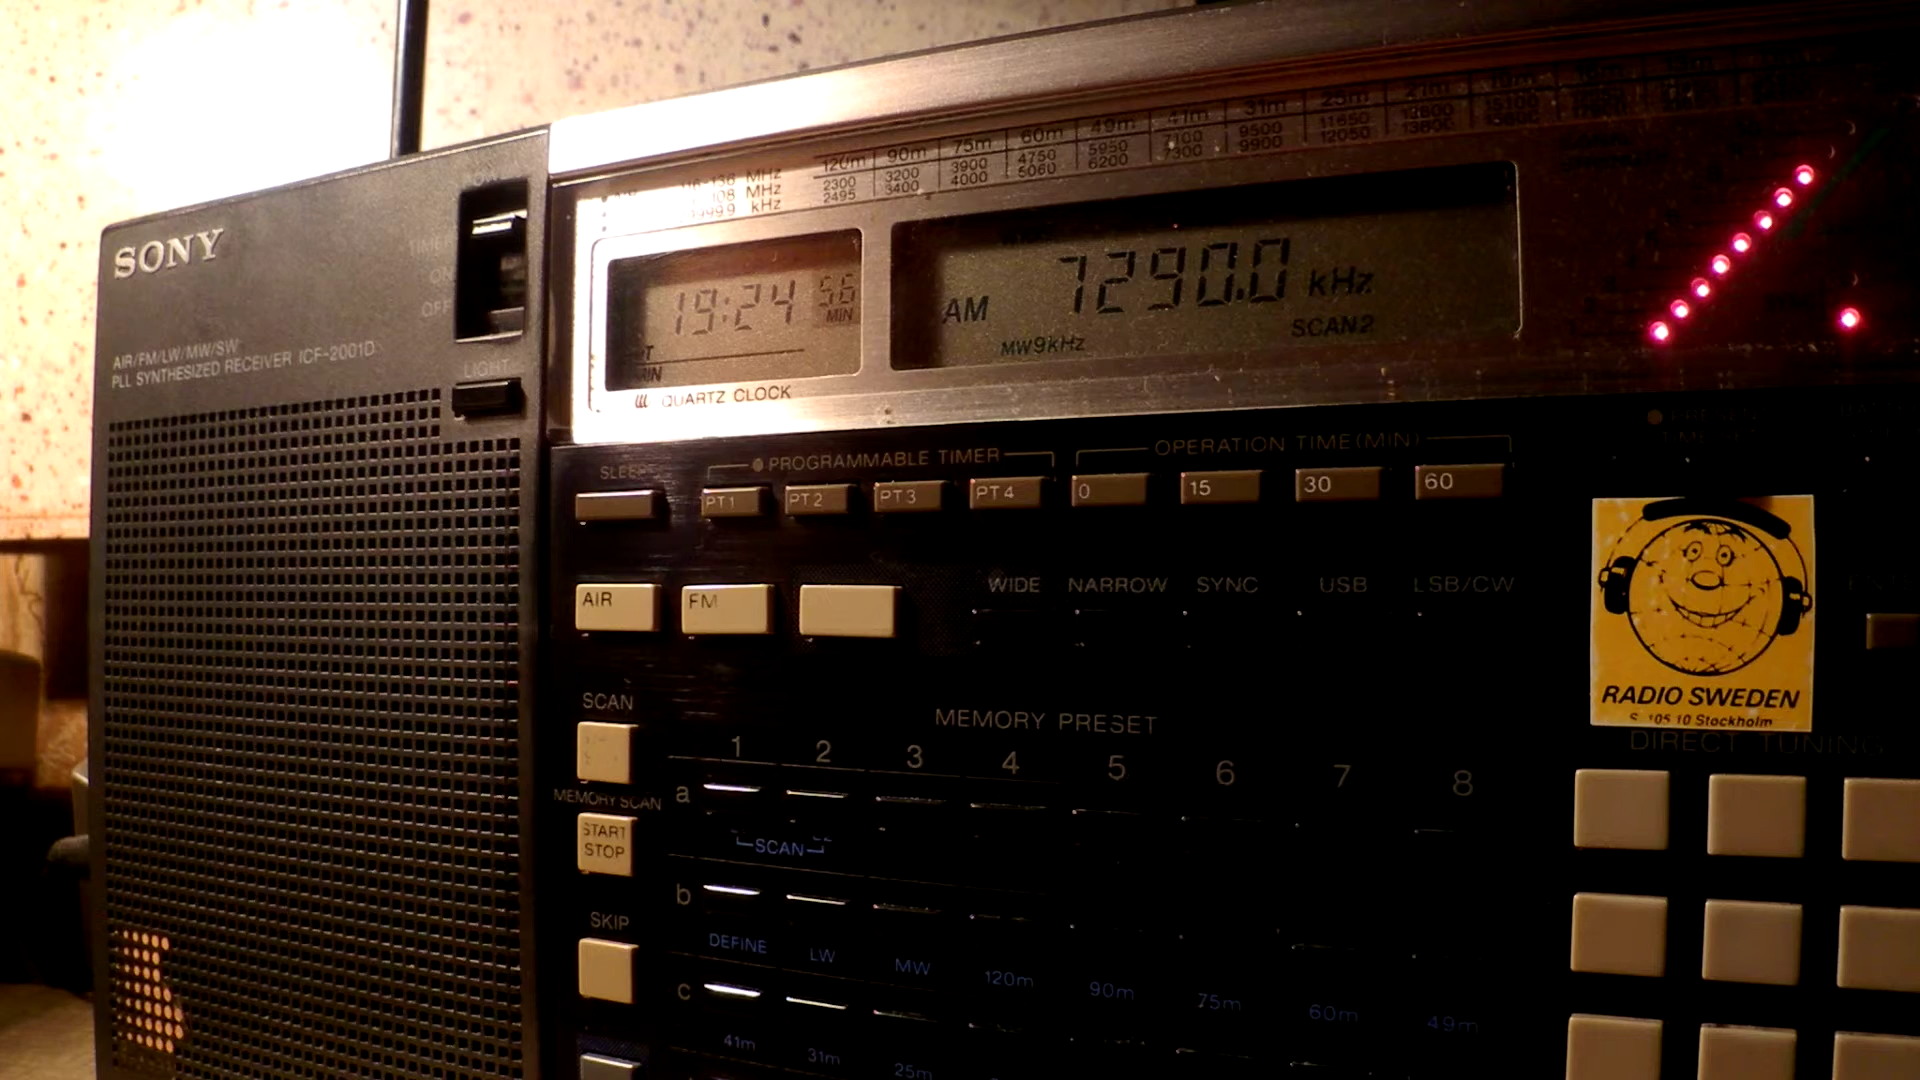 SONY
TIMER
ON
OFF
LIGHT
AIR/FM/LW/MW/SW
PLL SYNTHESIZED RECEIVER ICF-2001D
MHz
108 MHz
kHz
120m 90m 75m 60m 49m 41m 31m 25m 21m
2300 3200 3900 4750 5950 7100 9500 11650
2495 3400 4000 5060 6200 7300 9900 12050
19:24 56 MIN
QUARTZ CLOCK
AM 7290.0 kHz
MW9kHz SCAN2
SLEEP PROGRAMMABLE TIMER OPERATION TIME(MIN)
PT1 PT2 PT3 PT4 0 15 30 60
AIR FM
WIDE NARROW SYNC USB LSB/CW
RADIO SWEDEN
S-105 10 Stockholm
DIRECT TUNING
SCAN
MEMORY PRESET
1 2 3 4 5 6 7 8
a
MEMORY SCAN
START
STOP
SCAN
b
SKIP
DEFINE LW MW 120m 90m 75m 60m 49m
c
41m 31m 25m